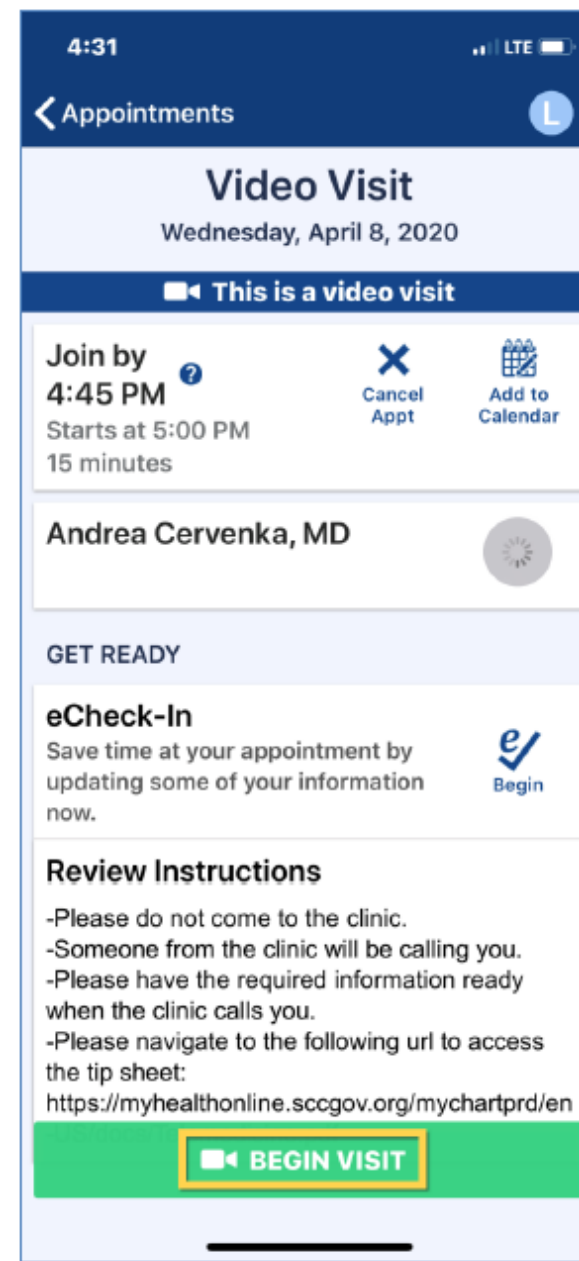 4:31
LTE
Appointments
L
Video Visit
Wednesday, April 8, 2020
This is a video visit
Join by
4:45 PM
?
Starts at 5:00 PM
15 minutes
Cancel
Appt
Add to
Calendar
Andrea Cervenka, MD
GET READY
eCheck-In
Save time at your appointment by
updating some of your information
now.
e
Begin
Review Instructions
-Please do not come to the clinic.
-Someone from the clinic will be calling you.
-Please have the required information ready
when the clinic calls you.
-Please navigate to the following url to access
the tip sheet:
https://myhealthonline.sccgov.org/mychartprd/en
BEGIN VISIT